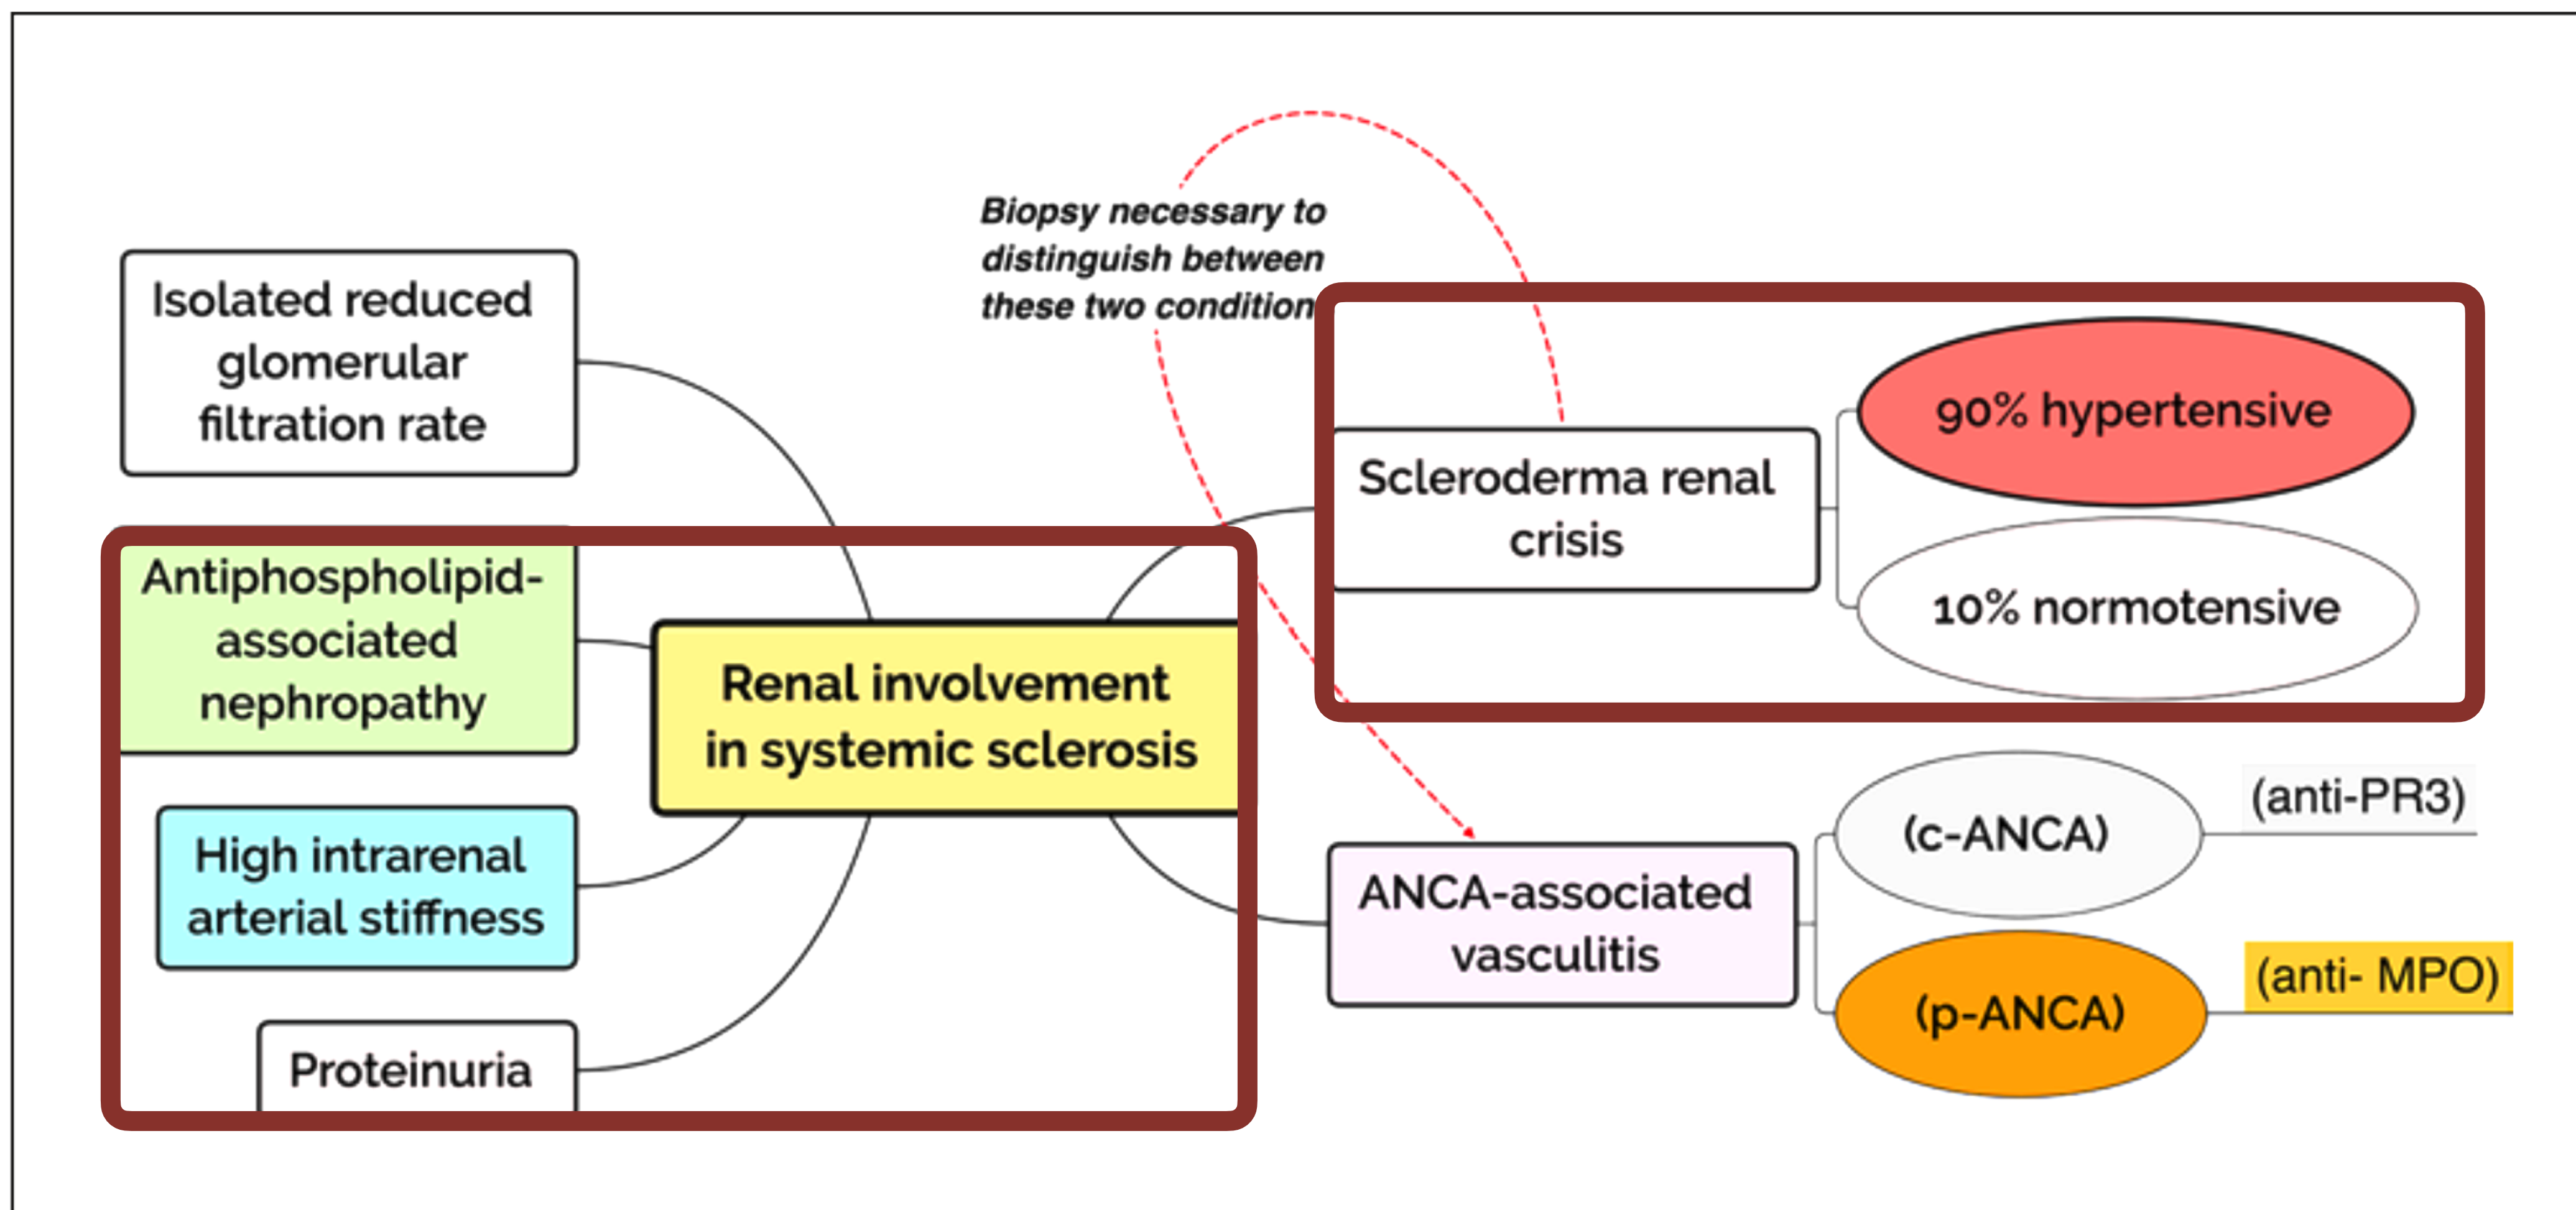 Biopsy necessary to
distinguish between
these two condition
Isolated reduced
glomerular
filtration rate
Antiphospholipid-
associated
nephropathy
High intrarenal
arterial stiffness
Proteinuria
Renal involvement
in systemic sclerosis
Scleroderma renal
crisis
90% hypertensive
10% normotensive
ANCA-associated
vasculitis
(c-ANCA)
(anti-PR3)
(p-ANCA)
(anti- MPO)